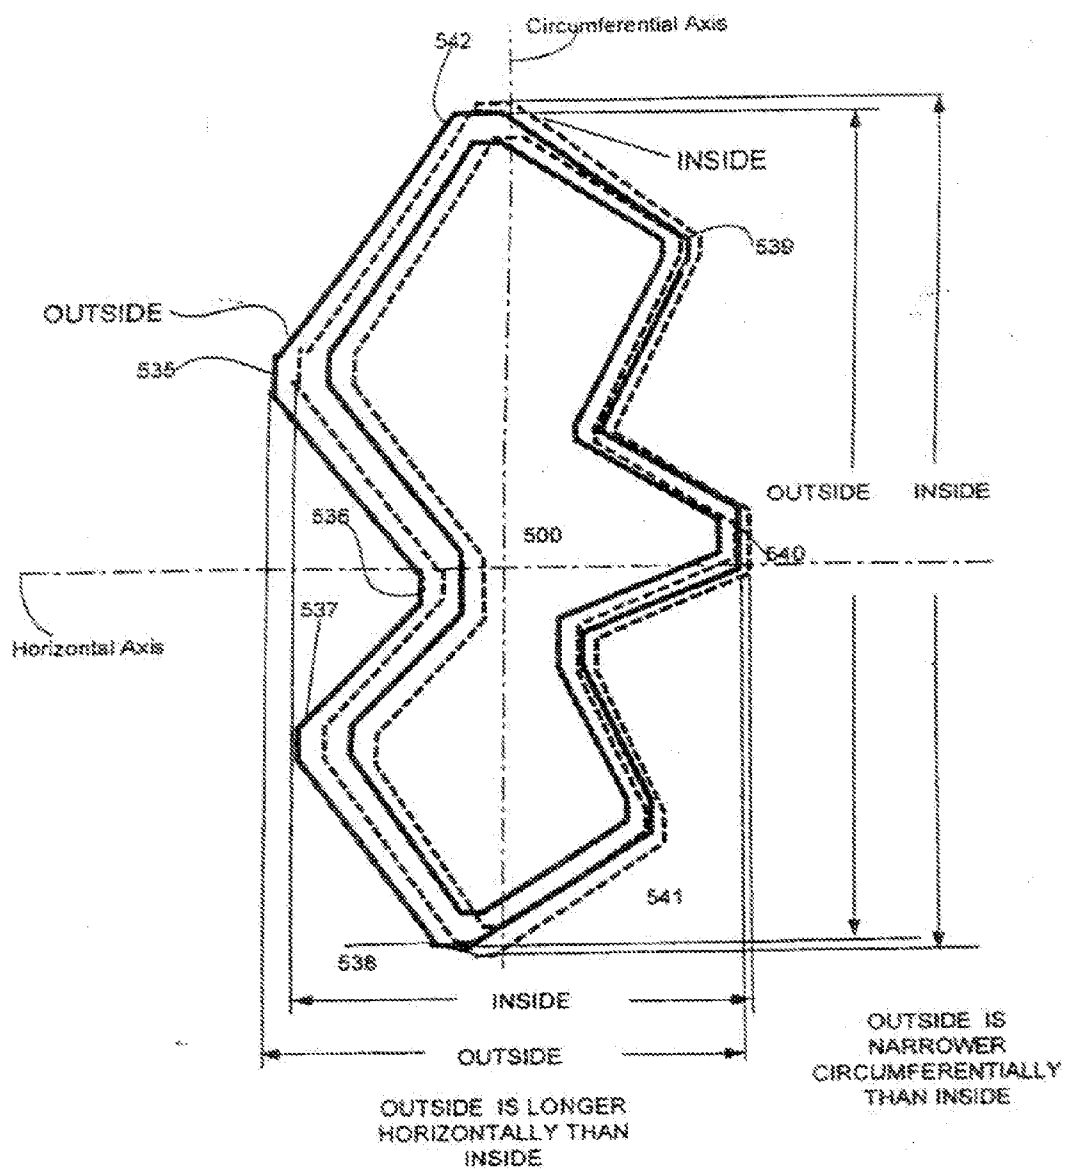 Circumferential Axis
542
INSIDE
539
OUTSIDE
535
OUTSIDE
INSIDE
536
500
540
537
Horizontal Axis
541
538
INSIDE
OUTSIDE
OUTSIDE IS
NARROWER
CIRCUMFERENTIALLY
THAN INSIDE
OUTSIDE IS LONGER
HORIZONTALLY THAN
INSIDE